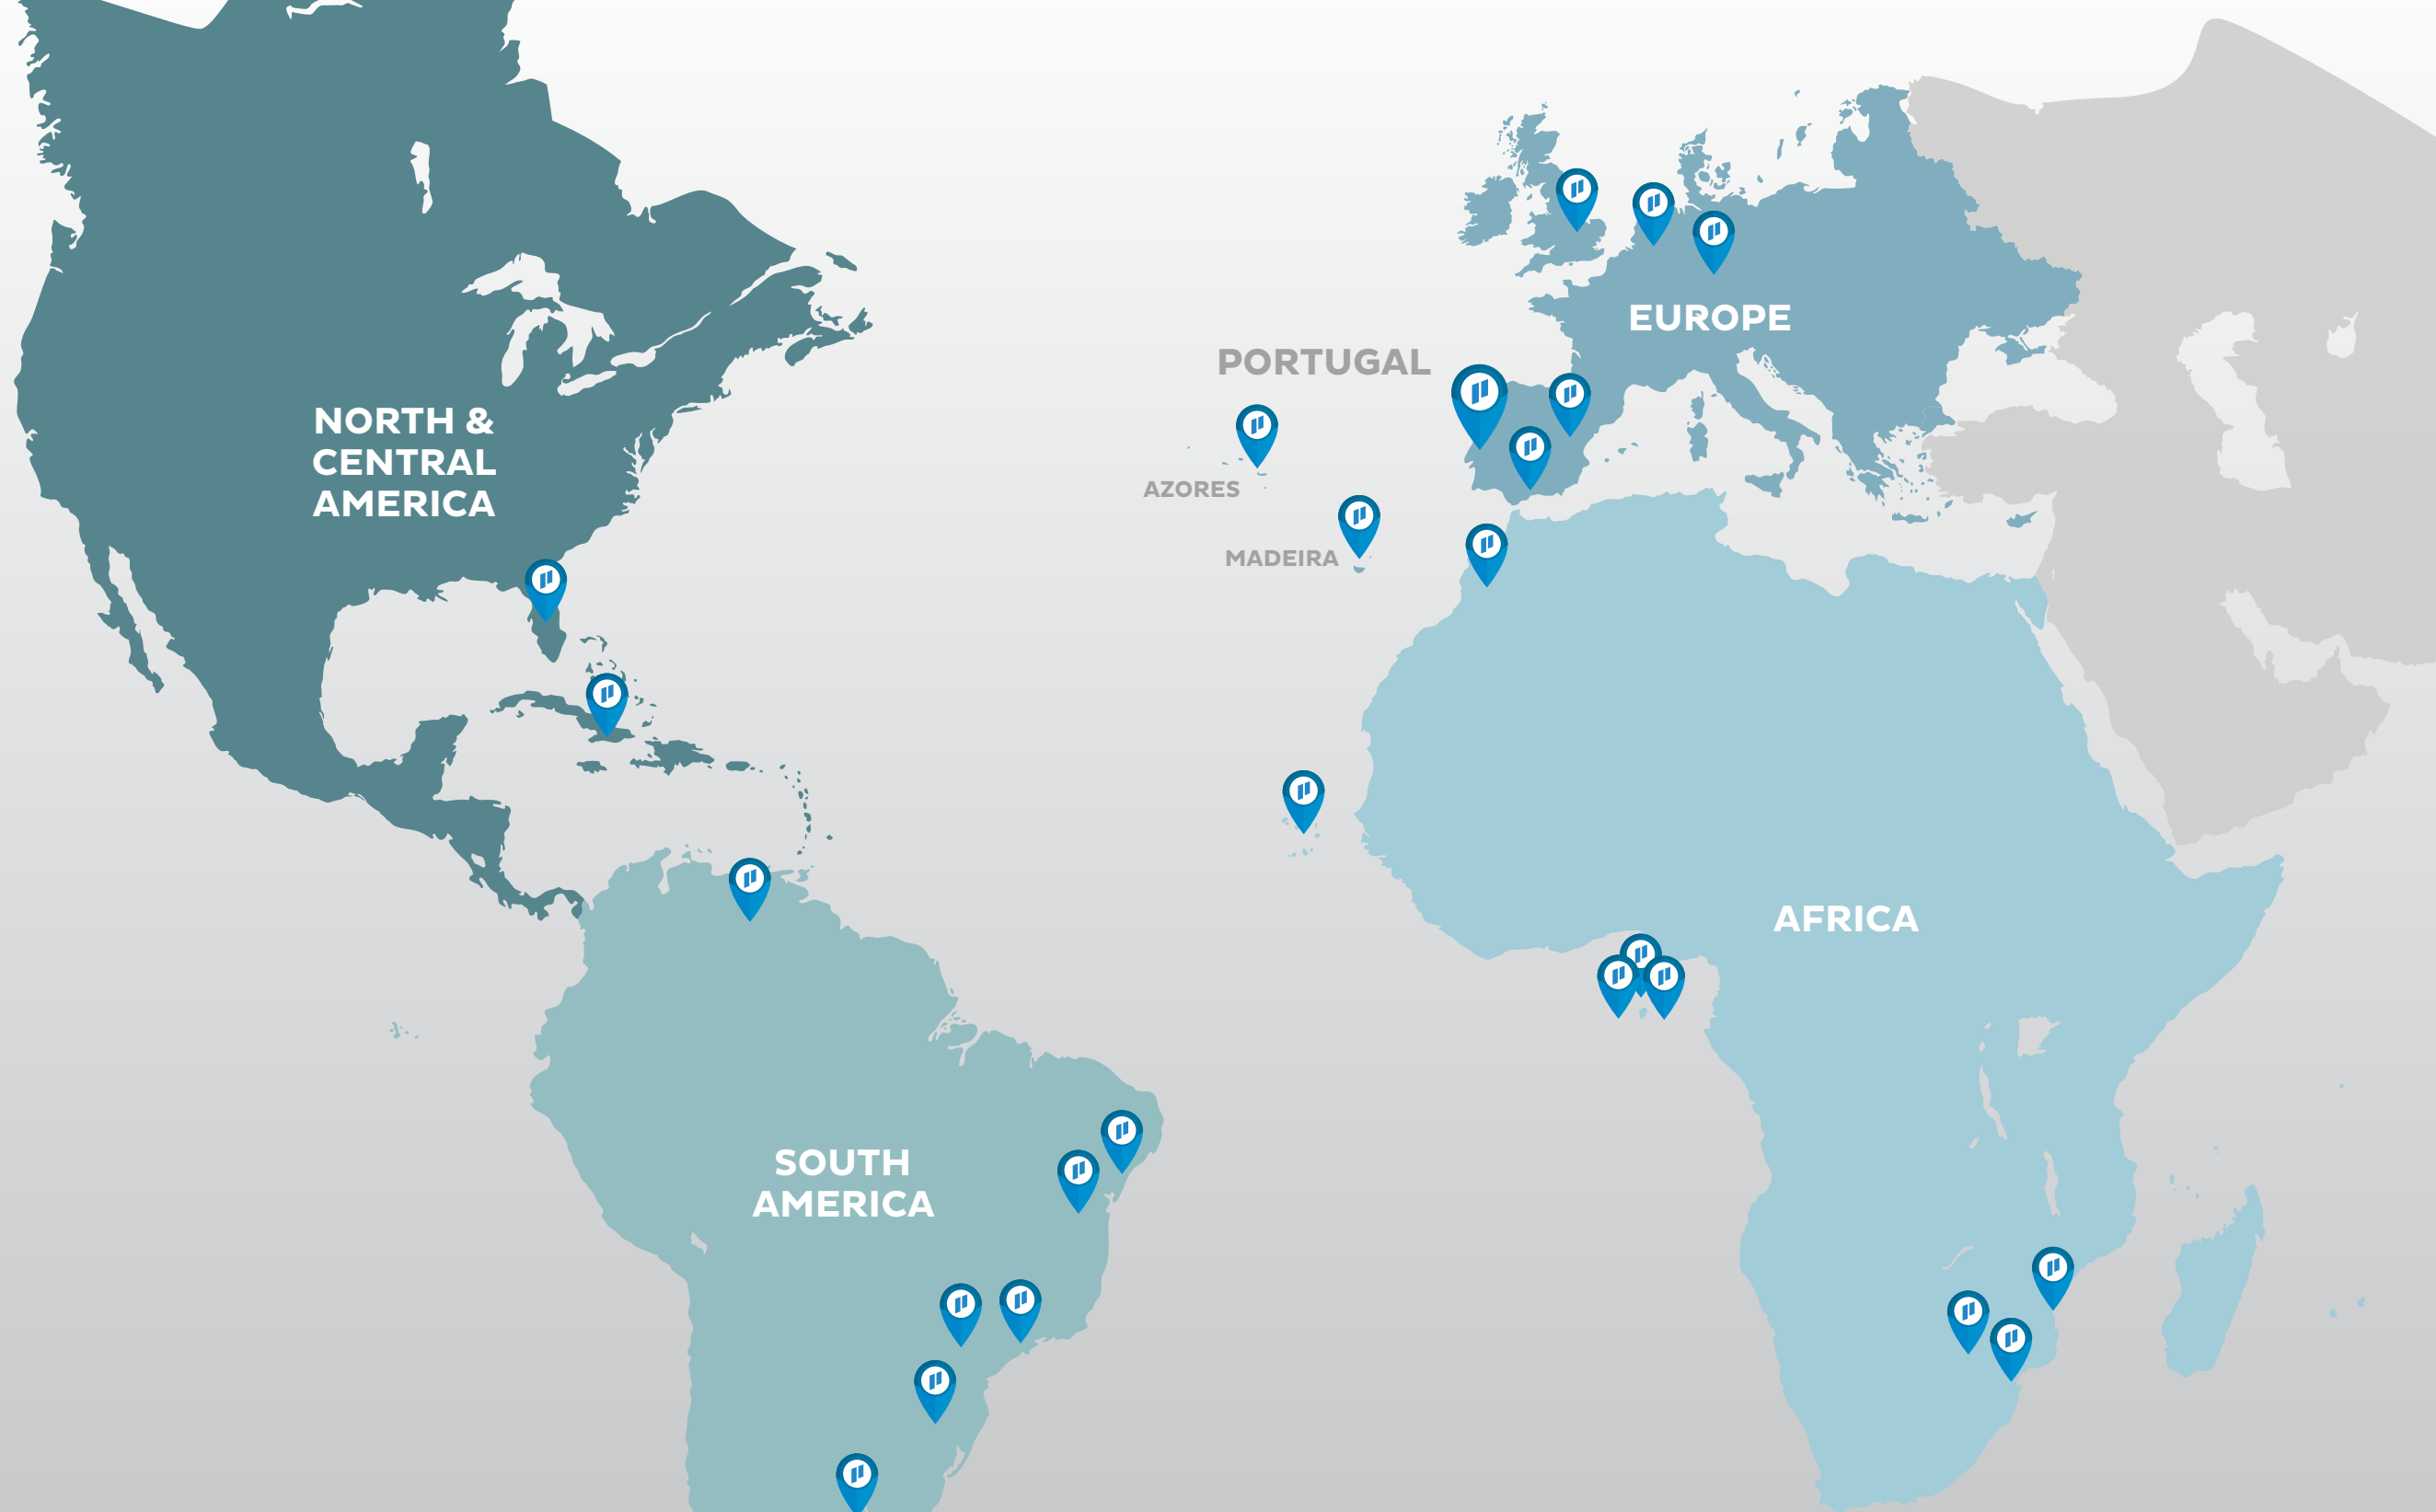 EUROPE
PORTUGAL
NORTH &
CENTRAL
AMERICA
AZORES
MADEIRA
AFRICA
SOUTH
AMERICA